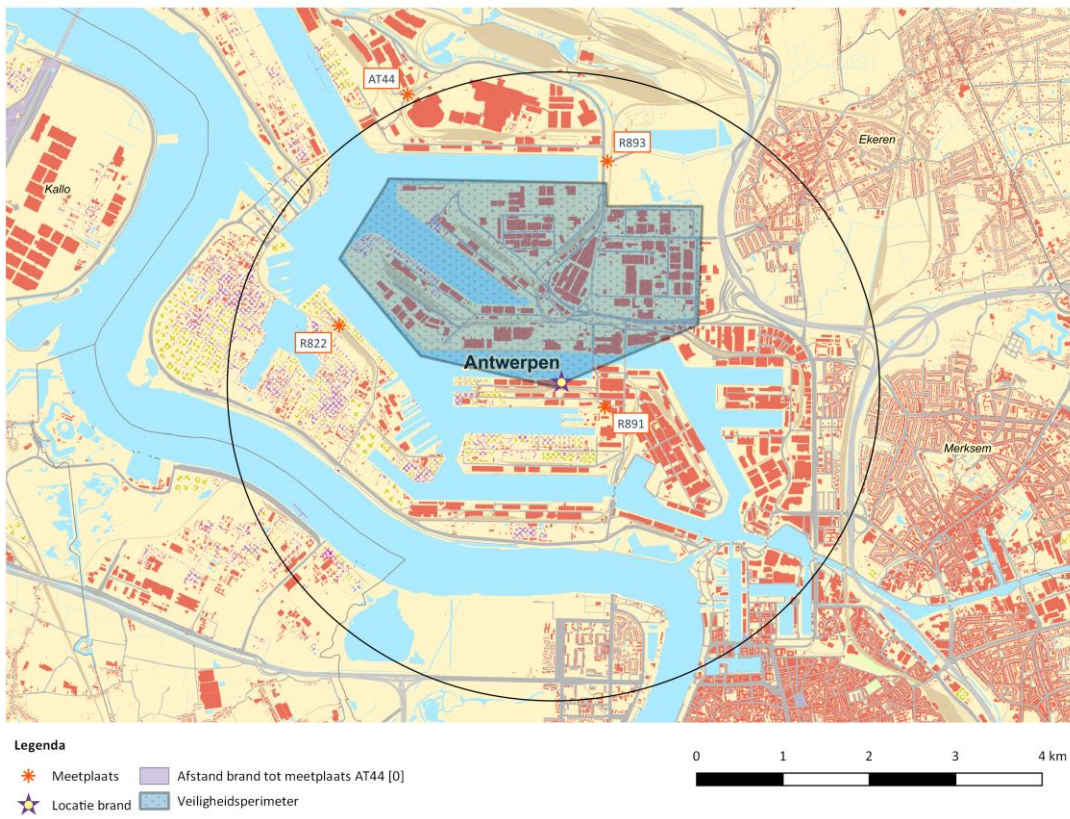 AT44
R893
Ekeren
Kallo
R822
Antwerpen
R891
Merksem
Legenda
0 1 2 3 4 km
Meetplaats
Afstand brand tot meetplaats AT44 [0]
Locatie brand
Veiligheidsperimeter